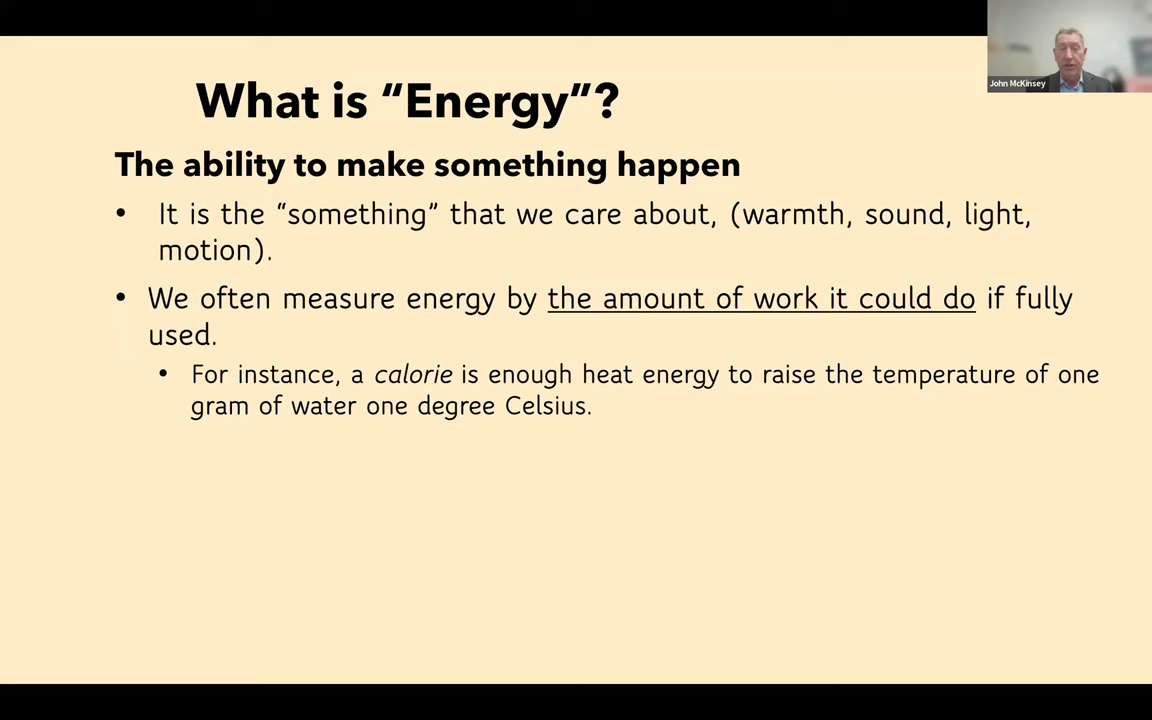 John McKinsey
What is “Energy”?
The ability to make something happen
• It is the “something” that we care about, (warmth, sound, light,
motion).
• We often measure energy by the amount of work it could do if fully
used.
• For instance, a calorie is enough heat energy to raise the temperature of one
gram of water one degree Celsius.